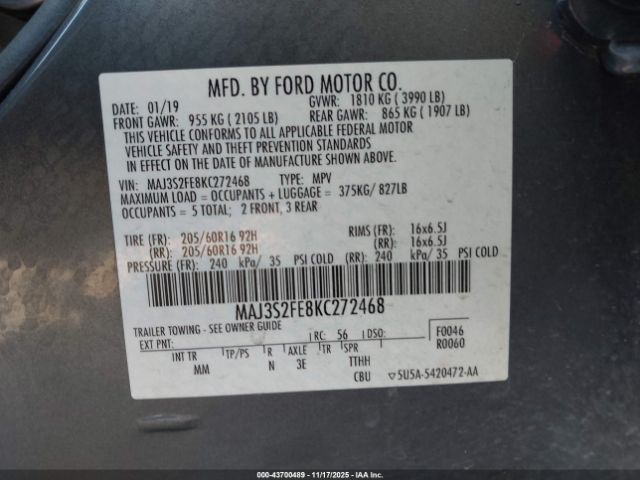 MFD. BY FORD MOTOR CO.
DATE: 01/19 GVWR: 1810 KG ( 3990 LB)
FRONT GAWR: 955 KG ( 2105 LB) REAR GAWR: 865 KG ( 1907 LB)
THIS VEHICLE CONFORMS TO ALL APPLICABLE FEDERAL MOTOR
VEHICLE SAFETY AND THEFT PREVENTION STANDARDS
IN EFFECT ON THE DATE OF MANUFACTURE SHOWN ABOVE.
VIN: MAJ3S2FE8KC272468 TYPE: MPV
MAXIMUM LOAD = OCCUPANTS + LUGGAGE = 375KG/ 827LB
OCCUPANTS = 5 TOTAL; 2 FRONT, 3 REAR
TIRE (FR): 205/60R16 92H RIMS (FR): 16x6.5J
(RR): 205/60R16 92H (RR): 16x6.5J
PRESSURE (FR): 240 kPa/ 35 PSI COLD (RR): 240 kPa/ 35 PSI COLD
MAJ3S2FE8KC272468
TRAILER TOWING - SEE OWNER GUIDE
EXT PNT: RC: 56 DSO: F0046
R0060
INT TR TP/PS R AXLE TR SPR
MM N 3E TTHH
CBU 5U5A-5420472-AA
000-43700489 - 11/17/2025 - IAAI.COM